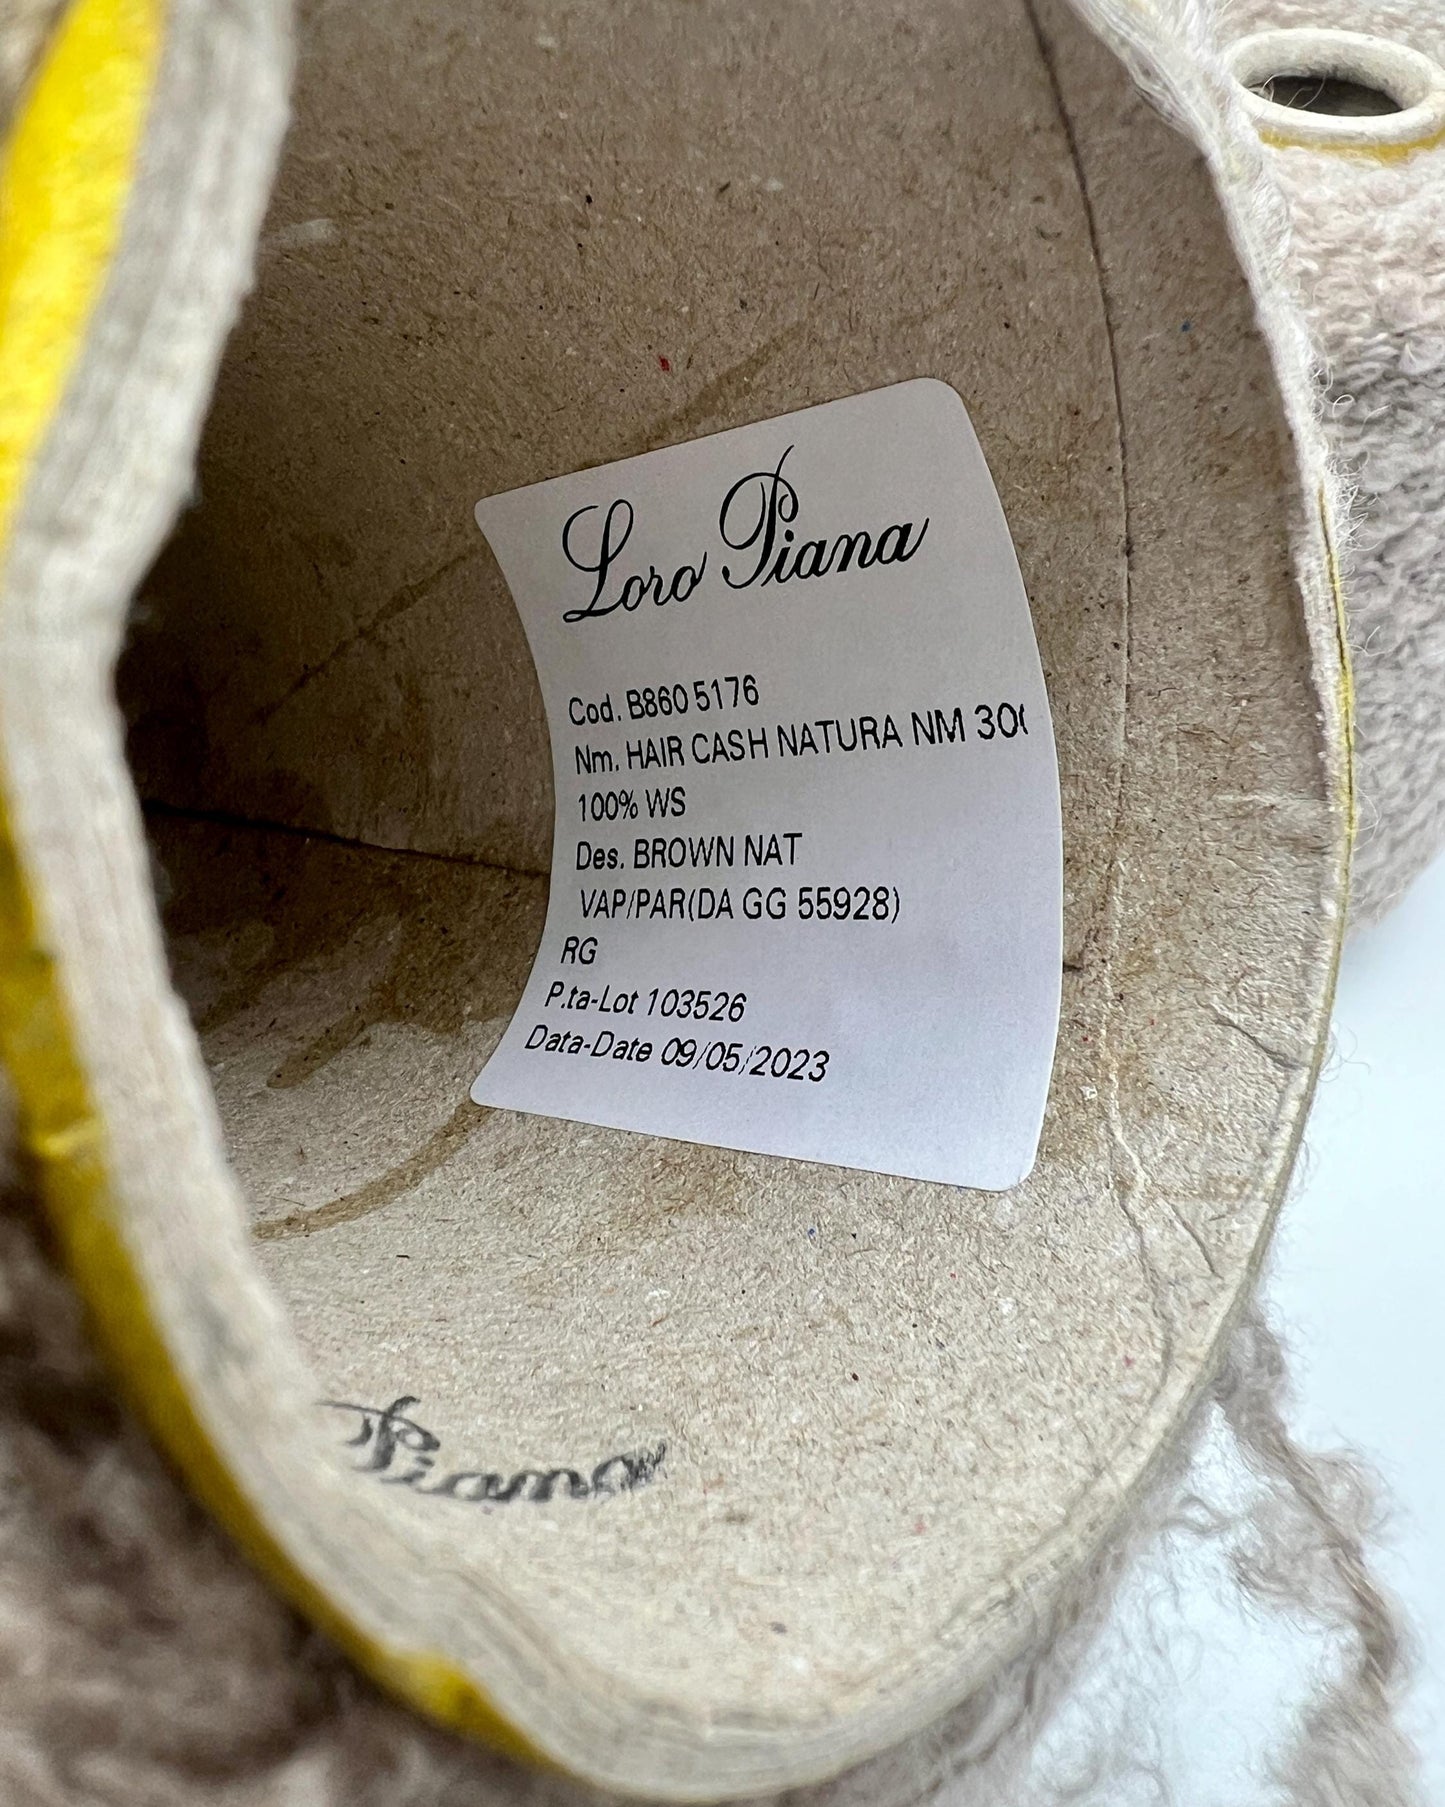 Loro Piana
Cod. B860 5176
Nm. HAIR CASH NATURA NM 30
100% WS
Des. BROWN NAT
VAP/PAR(DA GG 55928)
RG
P.ta-Lot 103526
Data-Date 09/05/2023
Piana